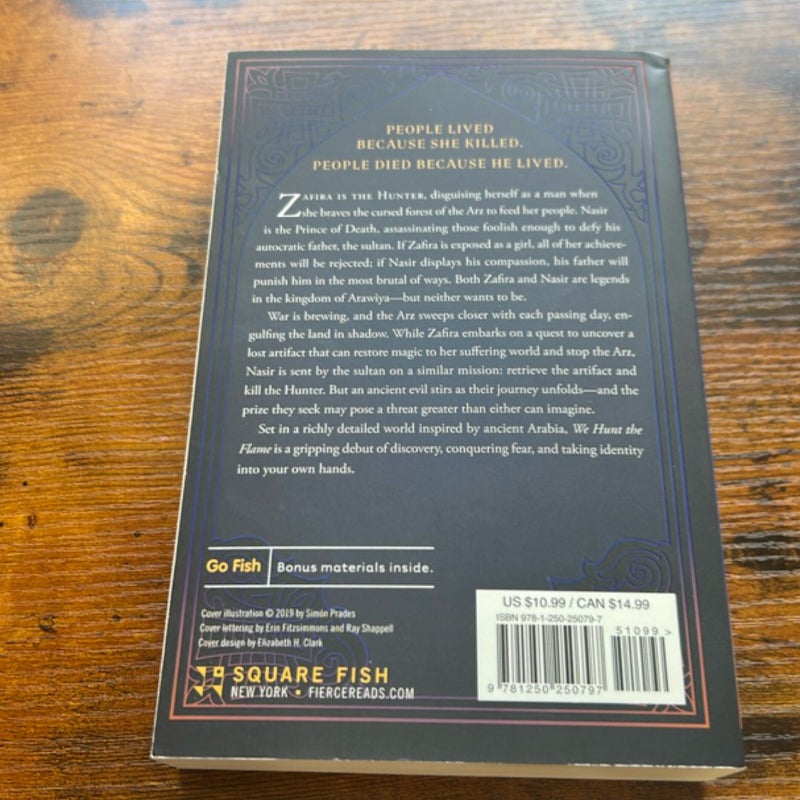 PEOPLE LIVED
BECAUSE SHE KILLED.
PEOPLE DIED BECAUSE HE LIVED.
ZAFIRA IS THE HUNTER, disguising herself as a man when
she braves the cursed forest of the Arz to feed her people. Nasir
is the Prince of Death, assassinating those foolish enough to defy his
autocratic father, the sultan. If Zafira is exposed as a girl, all of her achieve-
ments will be rejected; if Nasir displays his compassion, his father will
punish him in the most brutal of ways. Both Zafira and Nasir are legends
in the kingdom of Arawiya—but neither wants to be.
War is brewing, and the Arz sweeps closer with each passing day, en-
gulfing the land in shadow. While Zafira embarks on a quest to uncover a
lost artifact that can restore magic to her suffering world and stop the Arz,
Nasir is sent by the sultan on a similar mission: retrieve the artifact and
kill the Hunter. But an ancient evil stirs as their journey unfolds—and the
prize they seek may pose a threat greater than either can imagine.
Set in a richly detailed world inspired by ancient Arabia, We Hunt the
Flame is a gripping debut of discovery, conquering fear, and taking identity
into your own hands.
Go Fish Bonus materials inside.
Cover illustration © 2019 by Simón Prades
Cover lettering by Erin Fitzsimmons and Ray Shappell
Cover design by Elizabeth H. Clark
SQUARE FISH
NEW YORK • FIERCEREADS.COM
US $10.99 / CAN $14.99
ISBN 978-1-250-25079-7
51099 >
9 781250 250797